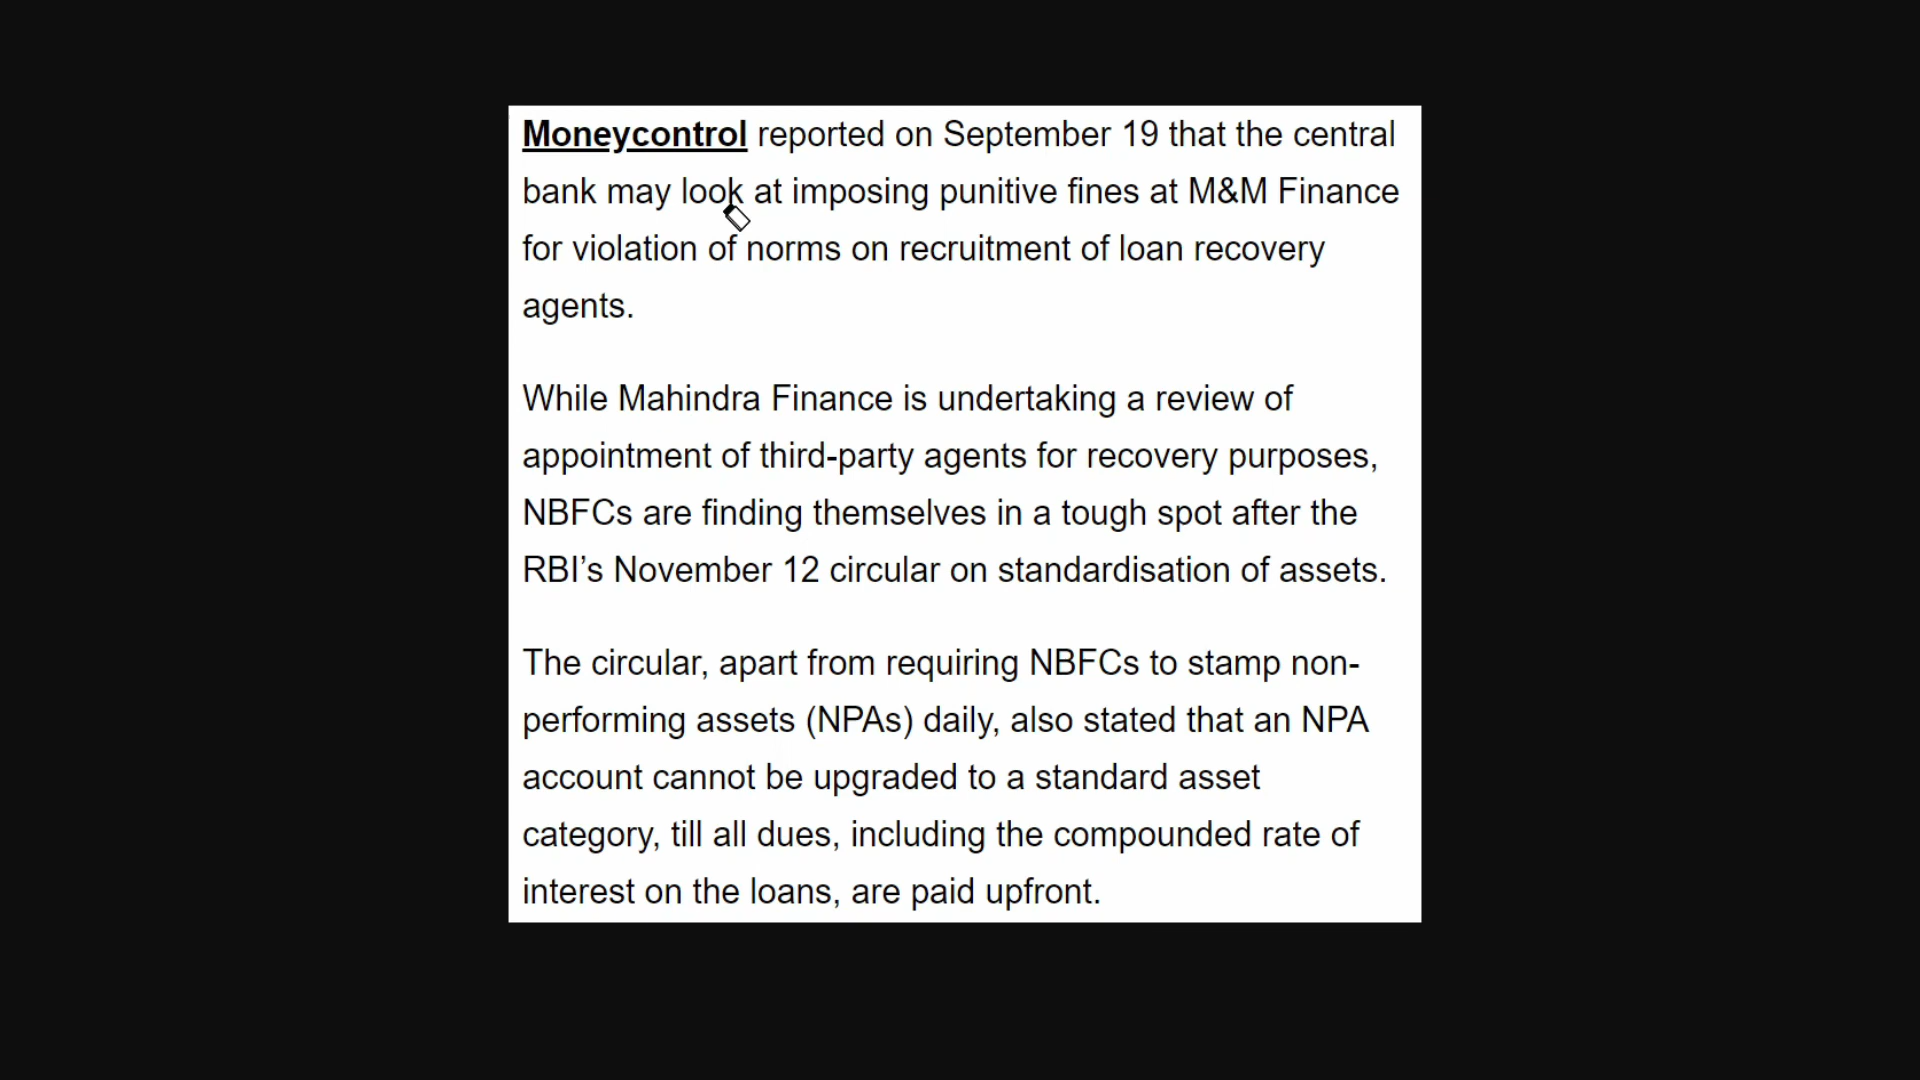 Moneycontrol reported on September 19 that the central
bank may look at imposing punitive fines at M&M Finance
for violation of norms on recruitment of loan recovery
agents.
While Mahindra Finance is undertaking a review of
appointment of third-party agents for recovery purposes,
NBFCs are finding themselves in a tough spot after the
RBI’s November 12 circular on standardisation of assets.
The circular, apart from requiring NBFCs to stamp non-
performing assets (NPAs) daily, also stated that an NPA
account cannot be upgraded to a standard asset
category, till all dues, including the compounded rate of
interest on the loans, are paid upfront.